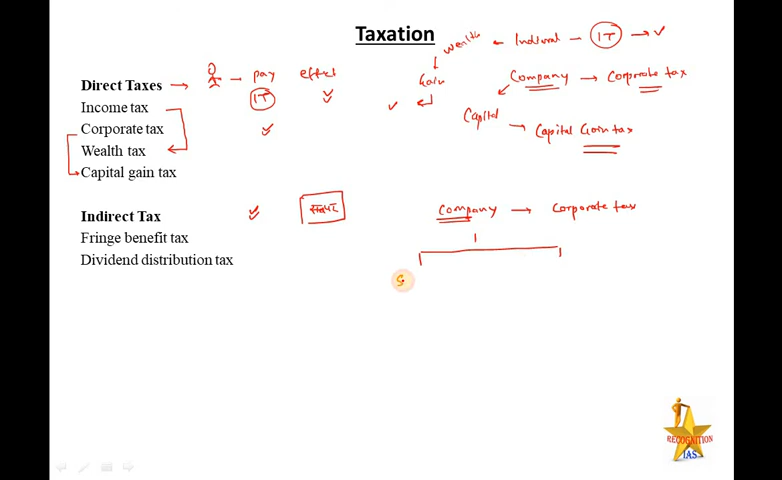 Taxation
wealth ← Individual - IT → ✓
Direct Taxes → - pay effect
Gain
IT
Company → Corporate tax
Income tax
Corporate tax
Capital → Capital Gain tax
Wealth tax
Capital gain tax
Indirect Tax
Company → Corporate tax
Fringe benefit tax
Dividend distribution tax
S
RECOGNITION
IAS